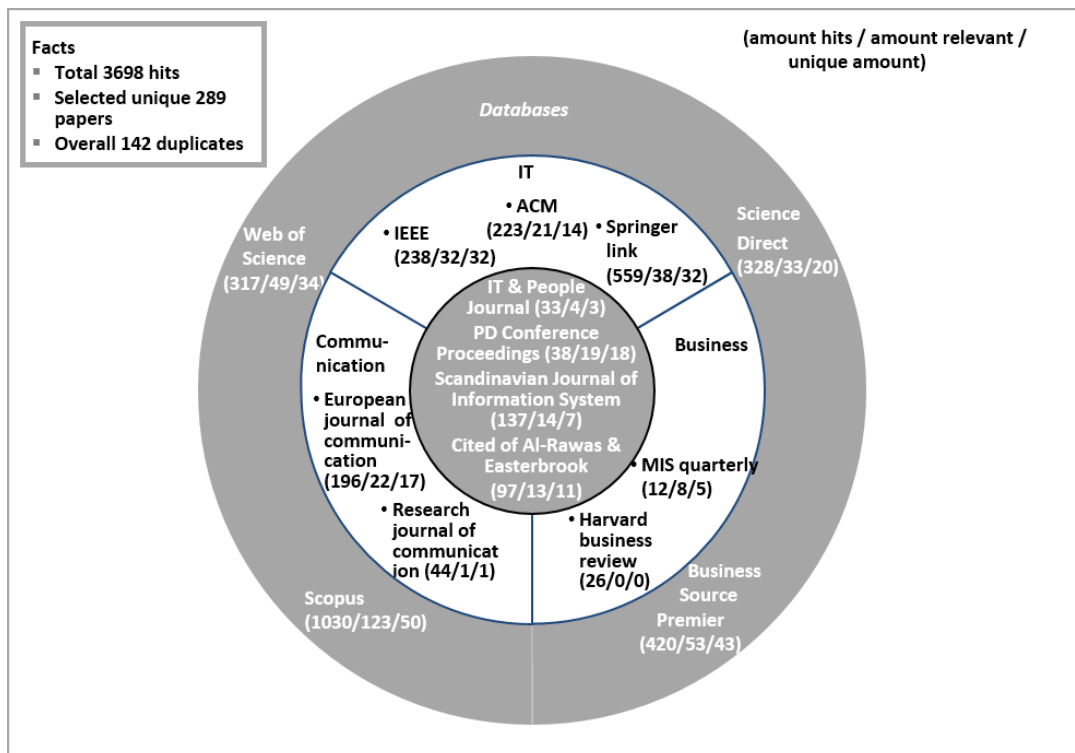 Facts
▪ Total 3698 hits
▪ Selected unique 289
papers
▪ Overall 142 duplicates
(amount hits / amount relevant /
unique amount)
Databases
IT
• ACM
(223/21/14)
• IEEE
(238/32/32)
• Springer
link
(559/38/32)
Web of
Science
(317/49/34)
Science
Direct
(328/33/20)
IT & People
Journal (33/4/3)
PD Conference
Proceedings (38/19/18)
Scandinavian Journal of
Information System
(137/14/7)
Cited of Al-Rawas &
Easterbrook
(97/13/11)
Commu-
nication
• European
journal of
communi-
cation
(196/22/17)
• Research
journal of
communicat
ion (44/1/1)
Business
• MIS quarterly
(12/8/5)
• Harvard
business
review
(26/0/0)
Scopus
(1030/123/50)
Business
Source
Premier
(420/53/43)